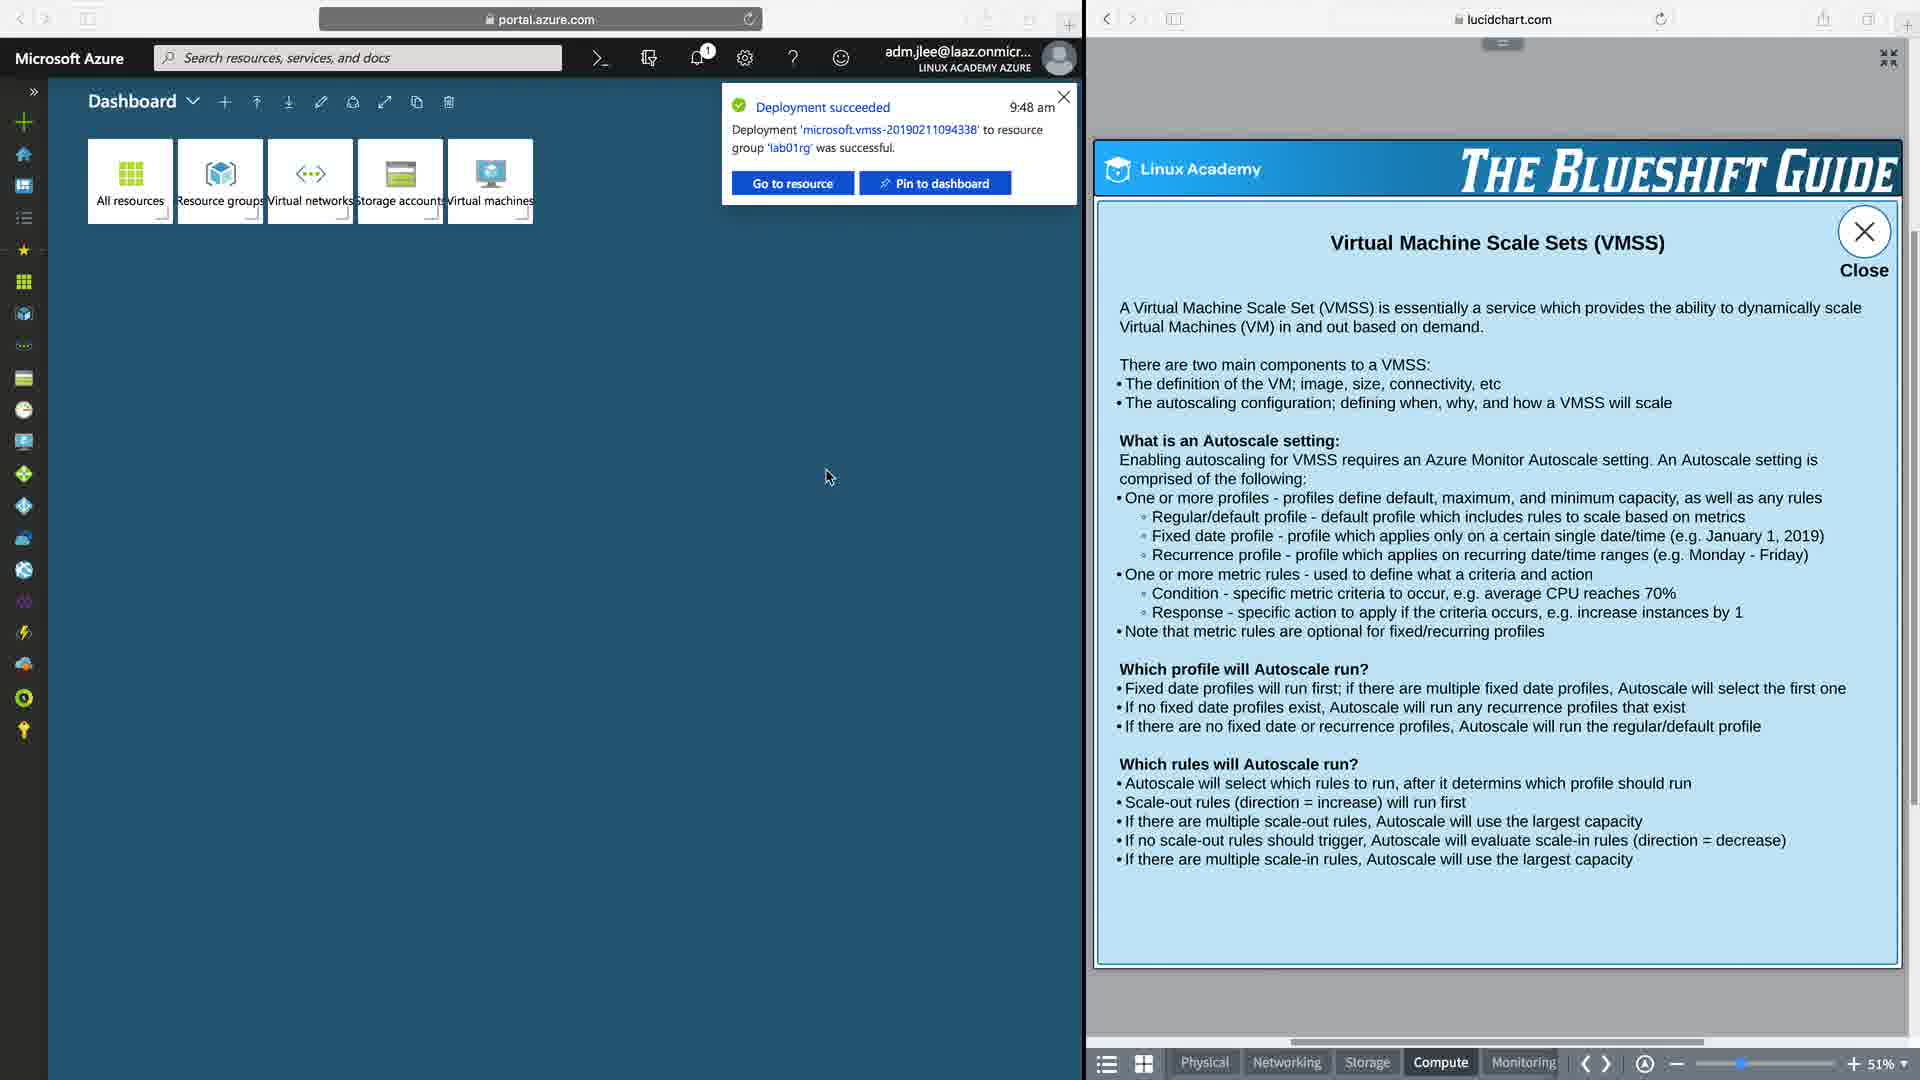 portal.azure.com
Microsoft Azure
Search resources, services, and docs
1
adm.jlee@laaz.onmicr...
LINUX ACADEMY AZURE
Dashboard
All resources
Resource groups
Virtual networks
Storage accounts
Virtual machines
Deployment succeeded
9:48 am
Deployment 'microsoft.vmss-20190211094338' to resource
group 'lab01rg' was successful.
Go to resource
Pin to dashboard
lucidchart.com
Linux Academy
THE BLUESHIFT GUIDE
Virtual Machine Scale Sets (VMSS)
Close
A Virtual Machine Scale Set (VMSS) is essentially a service which provides the ability to dynamically scale
Virtual Machines (VM) in and out based on demand.
There are two main components to a VMSS:
• The definition of the VM; image, size, connectivity, etc
• The autoscaling configuration; defining when, why, and how a VMSS will scale
What is an Autoscale setting:
Enabling autoscaling for VMSS requires an Azure Monitor Autoscale setting. An Autoscale setting is
comprised of the following:
• One or more profiles - profiles define default, maximum, and minimum capacity, as well as any rules
◦ Regular/default profile - default profile which includes rules to scale based on metrics
◦ Fixed date profile - profile which applies only on a certain single date/time (e.g. January 1, 2019)
◦ Recurrence profile - profile which applies on recurring date/time ranges (e.g. Monday - Friday)
• One or more metric rules - used to define what a criteria and action
◦ Condition - specific metric criteria to occur, e.g. average CPU reaches 70%
◦ Response - specific action to apply if the criteria occurs, e.g. increase instances by 1
• Note that metric rules are optional for fixed/recurring profiles
Which profile will Autoscale run?
• Fixed date profiles will run first; if there are multiple fixed date profiles, Autoscale will select the first one
• If no fixed date profiles exist, Autoscale will run any recurrence profiles that exist
• If there are no fixed date or recurrence profiles, Autoscale will run the regular/default profile
Which rules will Autoscale run?
• Autoscale will select which rules to run, after it determins which profile should run
• Scale-out rules (direction = increase) will run first
• If there are multiple scale-out rules, Autoscale will use the largest capacity
• If no scale-out rules should trigger, Autoscale will evaluate scale-in rules (direction = decrease)
• If there are multiple scale-in rules, Autoscale will use the largest capacity
Physical
Networking
Storage
Compute
Monitoring
51%